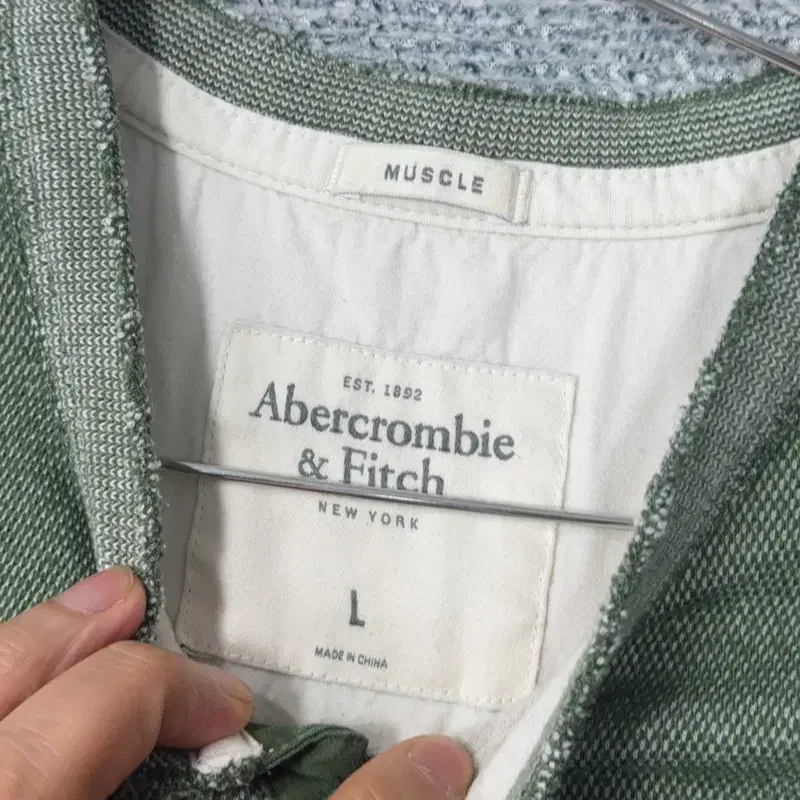 MUSCLE
EST. 1892
Abercrombie
& Fitch
NEW YORK
L
MADE IN CHINA